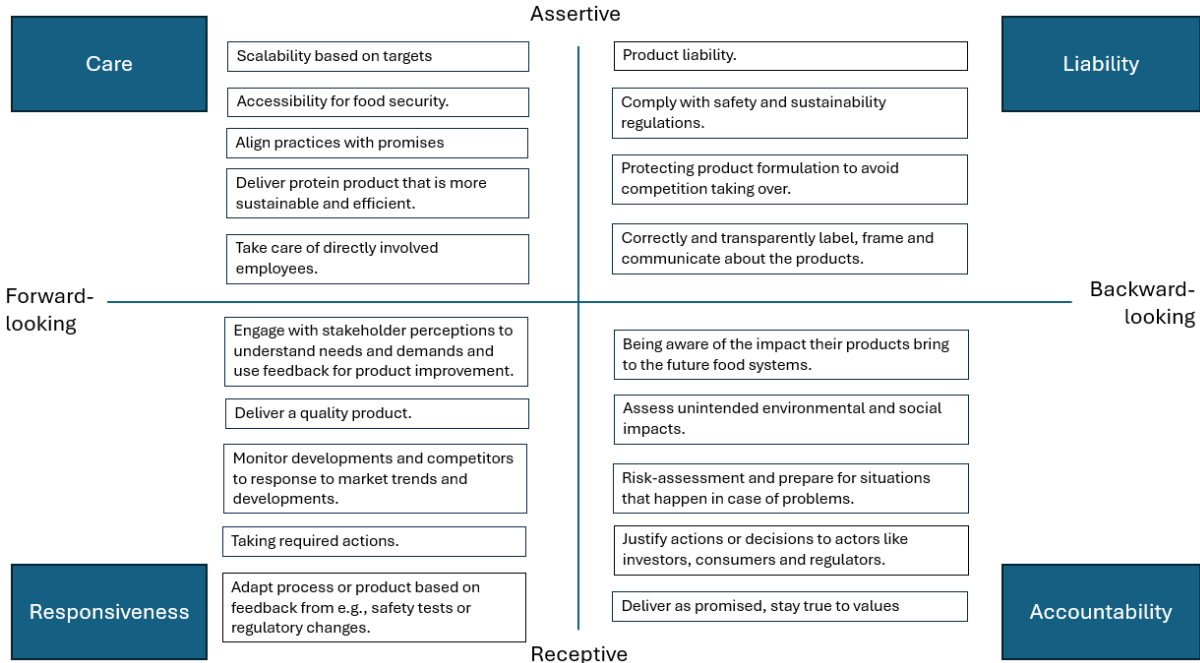 Assertive
Care
Scalability based on targets
Accessibility for food security.
Align practices with promises
Deliver protein product that is more
sustainable and efficient.
Take care of directly involved
employees.
Product liability.
Comply with safety and sustainability
regulations.
Protecting product formulation to avoid
competition taking over.
Correctly and transparently label, frame and
communicate about the products.
Liability
Forward-
looking
Backward-
looking
Engage with stakeholder perceptions to
understand needs and demands and
use feedback for product improvement.
Deliver a quality product.
Monitor developments and competitors
to response to market trends and
developments.
Taking required actions.
Adapt process or product based on
feedback from e.g., safety tests or
regulatory changes.
Responsiveness
Being aware of the impact their products bring
to the future food systems.
Assess unintended environmental and social
impacts.
Risk-assessment and prepare for situations
that happen in case of problems.
Justify actions or decisions to actors like
investors, consumers and regulators.
Deliver as promised, stay true to values
Accountability
Receptive